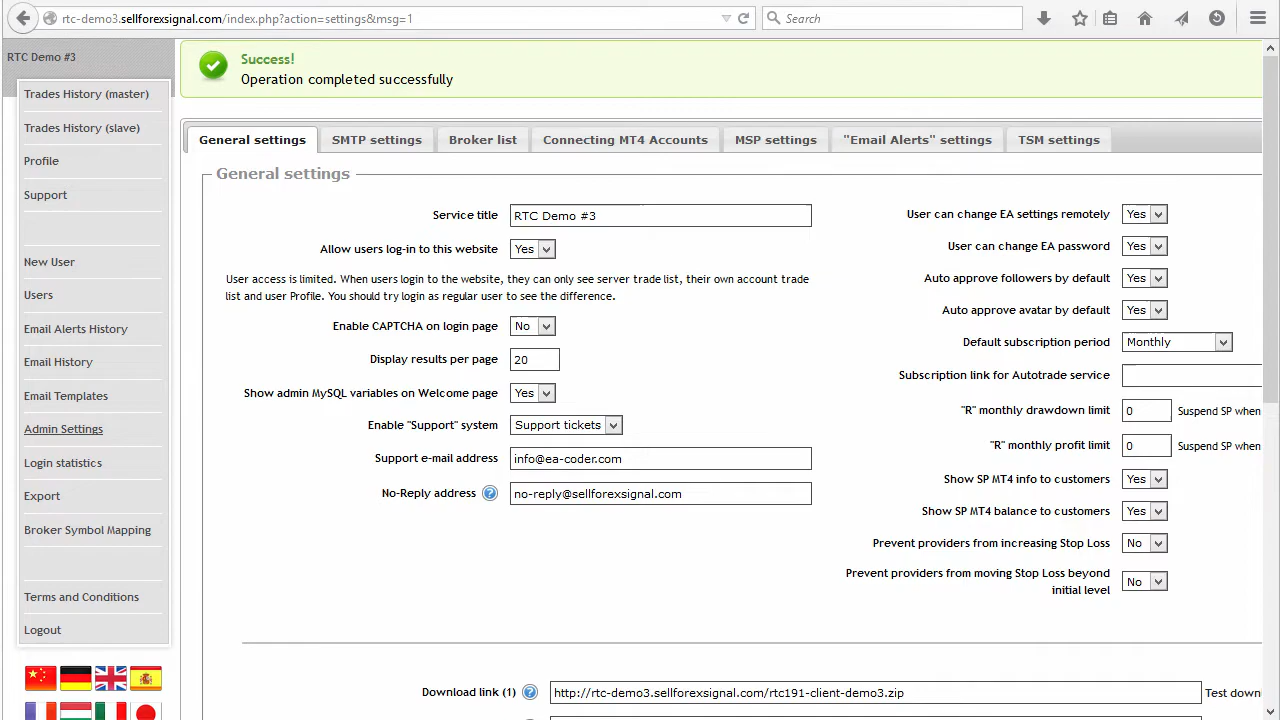 rtc-demo3.sellforexsignal.com/index.php?action=settings&msg=1
Search
RTC Demo #3
Trades History (master)
Trades History (slave)
Profile
Support
New User
Users
Email Alerts History
Email History
Email Templates
Admin Settings
Login statistics
Export
Broker Symbol Mapping
Terms and Conditions
Logout
Success!
Operation completed successfully
General settings
SMTP settings
Broker list
Connecting MT4 Accounts
MSP settings
"Email Alerts" settings
TSM settings
General settings
Service title RTC Demo #3
Allow users log-in to this website Yes
User access is limited. When users login to the website, they can only see server trade list, their own account trade
list and user Profile. You should try login as regular user to see the difference.
Enable CAPTCHA on login page No
Display results per page 20
Show admin MySQL variables on Welcome page Yes
Enable "Support" system Support tickets
Support e-mail address info@ea-coder.com
No-Reply address ? no-reply@sellforexsignal.com
User can change EA settings remotely Yes
User can change EA password Yes
Auto approve followers by default Yes
Auto approve avatar by default Yes
Default subscription period Monthly
Subscription link for Autotrade service
"R" monthly drawdown limit 0 Suspend SP when
"R" monthly profit limit 0 Suspend SP when
Show SP MT4 info to customers Yes
Show SP MT4 balance to customers Yes
Prevent providers from increasing Stop Loss No
Prevent providers from moving Stop Loss beyond
initial level No
Download link (1) ? http://rtc-demo3.sellforexsignal.com/rtc191-client-demo3.zip Test down